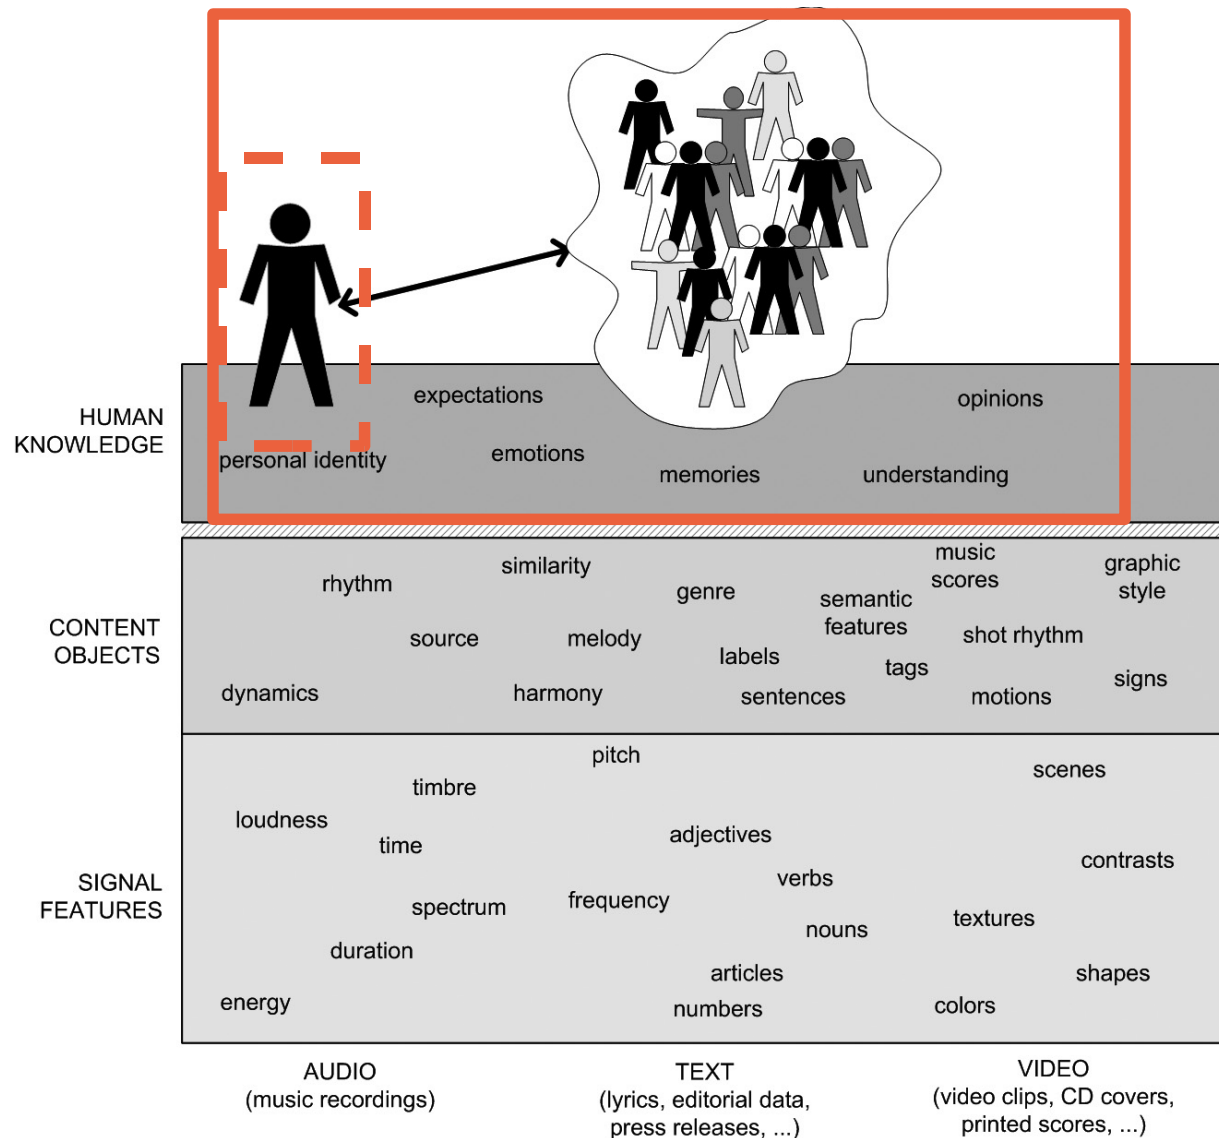 HUMAN
KNOWLEDGE
expectations
opinions
personal identity
emotions
memories
understanding
CONTENT
OBJECTS
rhythm
similarity
genre
semantic
features
music
scores
graphic
style
source
melody
labels
tags
shot rhythm
dynamics
harmony
sentences
motions
signs
SIGNAL
FEATURES
pitch
scenes
timbre
loudness
time
adjectives
contrasts
verbs
spectrum
frequency
nouns
textures
duration
articles
shapes
energy
numbers
colors
AUDIO
(music recordings)
TEXT
(lyrics, editorial data,
press releases, ...)
VIDEO
(video clips, CD covers,
printed scores, ...)